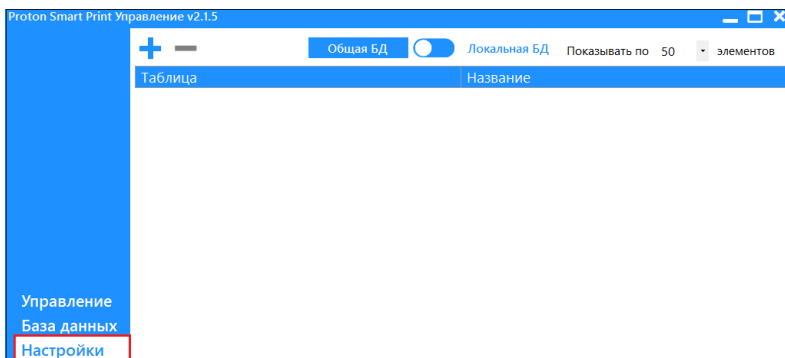 Proton Smart Print Управление v2.1.5
Общая БД Локальная БД Показывать по 50 элементов
Таблица Название
Управление
База данных
Настройки